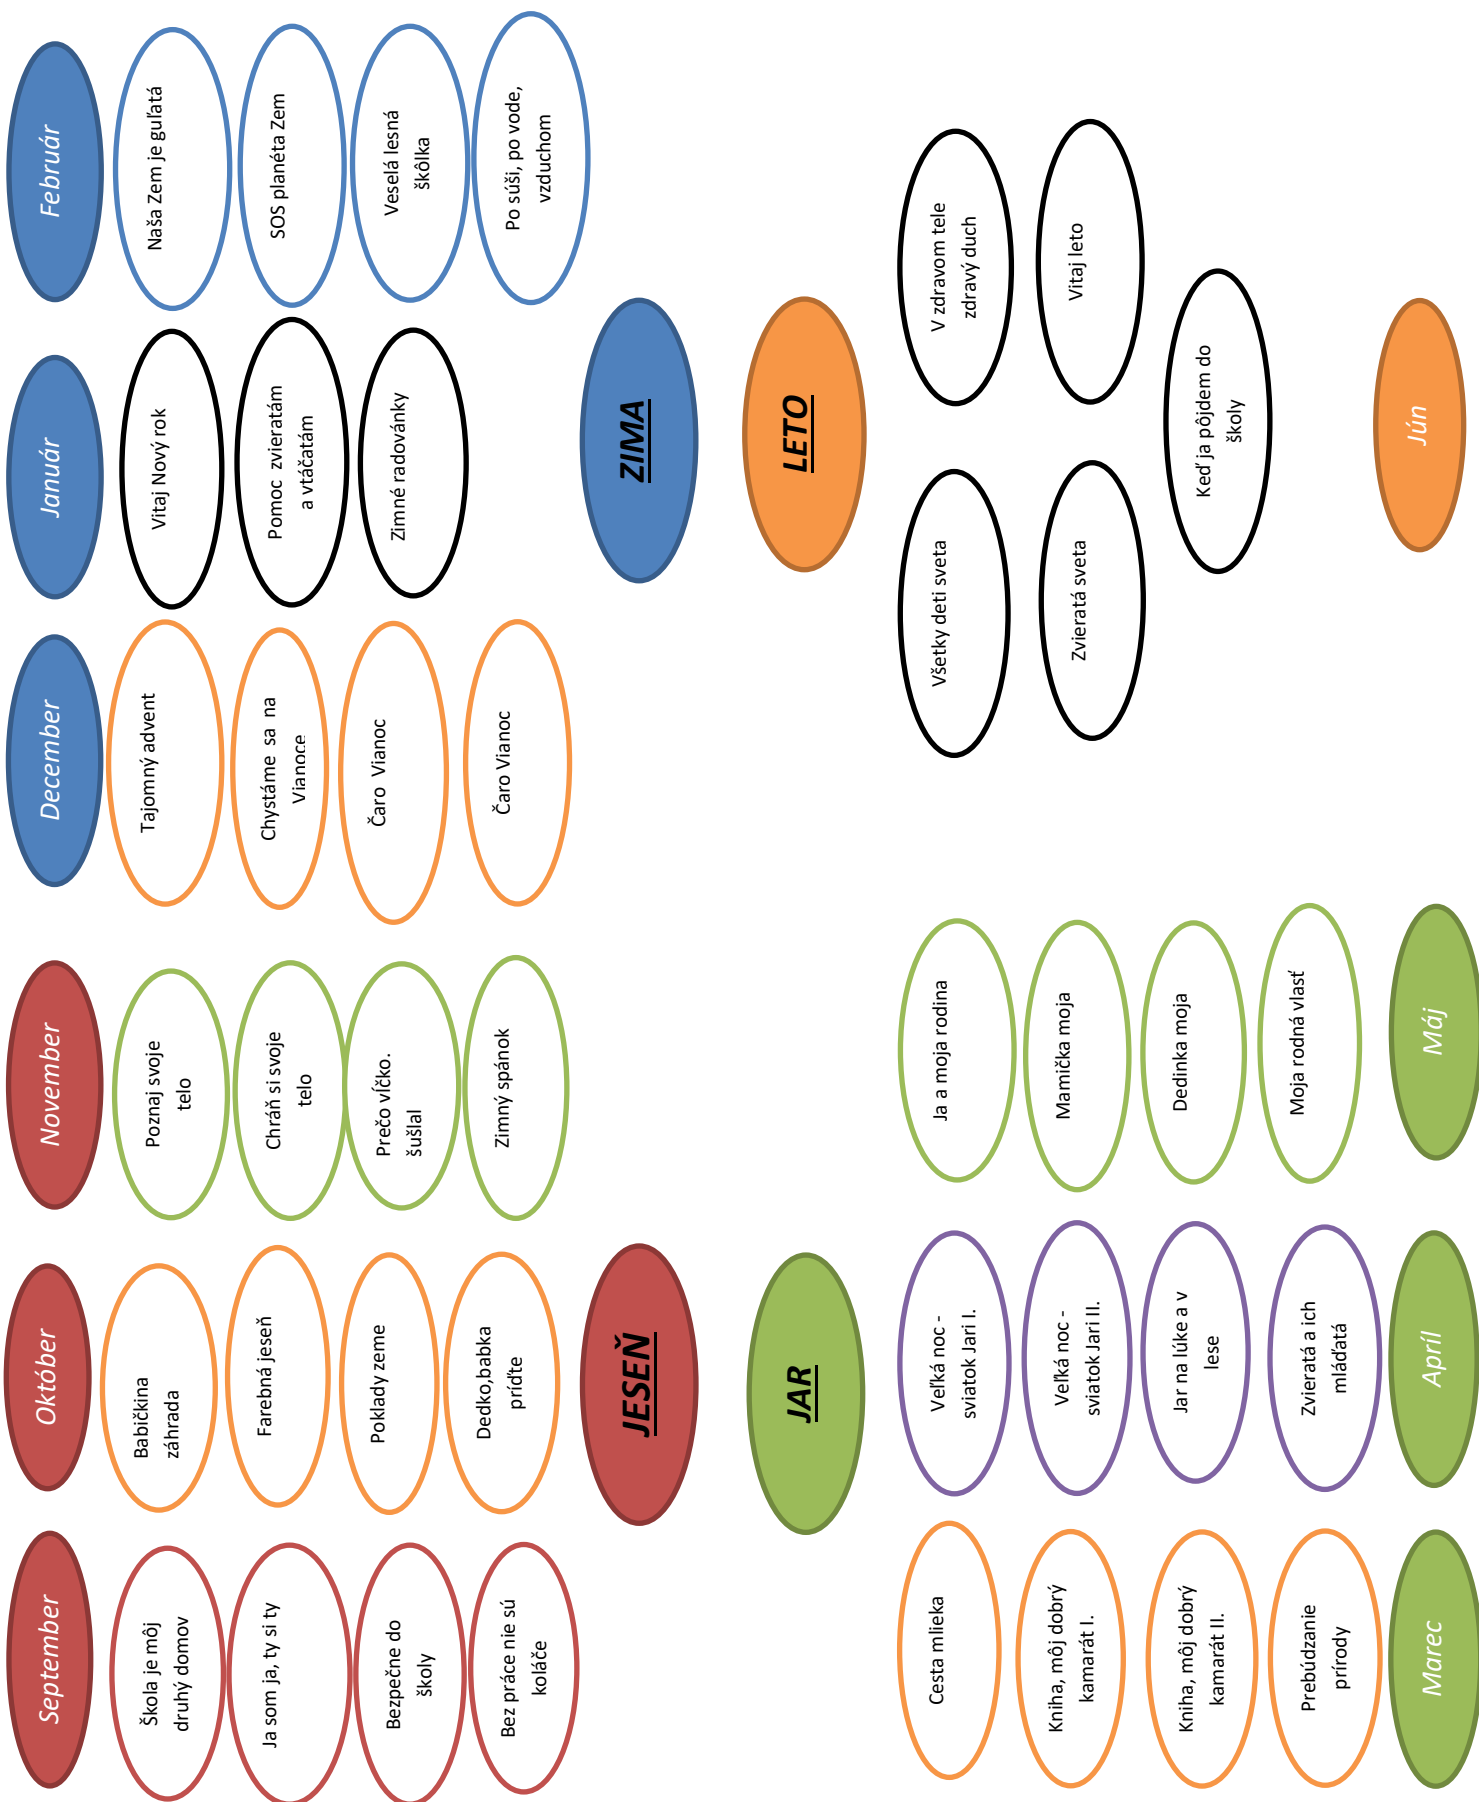 September
Škola je môj
druhý domov
Ja som ja, ty si ty
Bezpečne do
školy
Bez práce nie sú
koláče
Október
Babičkina
záhrada
Farebná jeseň
Poklady zeme
Dedko,babka
príďte
November
Poznaj svoje
telo
Chráň si svoje
telo
Prečo vĺčko.
šušlal
Zimný spánok
December
Tajomný advent
Chystáme sa na
Vianoce
Čaro Vianoc
Čaro Vianoc
Január
Vitaj Nový rok
Pomoc zvieratám
a vtáčatám
Zimné radovánky
Február
Naša Zem je guľatá
SOS planéta Zem
Veselá lesná
škôlka
Po súši, po vode,
vzduchom
JESEŇ
ZIMA
JAR
LETO
Cesta mlieka
Kniha, môj dobrý
kamarát I.
Kniha, môj dobrý
kamarát II.
Prebúdzanie
prírody
Marec
Veľká noc -
sviatok Jari I.
Veľká noc -
sviatok Jari II.
Jar na lúke a v
lese
Zvieratá a ich
mláďatá
Apríl
Ja a moja rodina
Mamička moja
Dedinka moja
Moja rodná vlasť
Máj
Všetky deti sveta
V zdravom tele
zdravý duch
Zvieratá sveta
Vitaj leto
Keď ja pôjdem do
školy
Jún